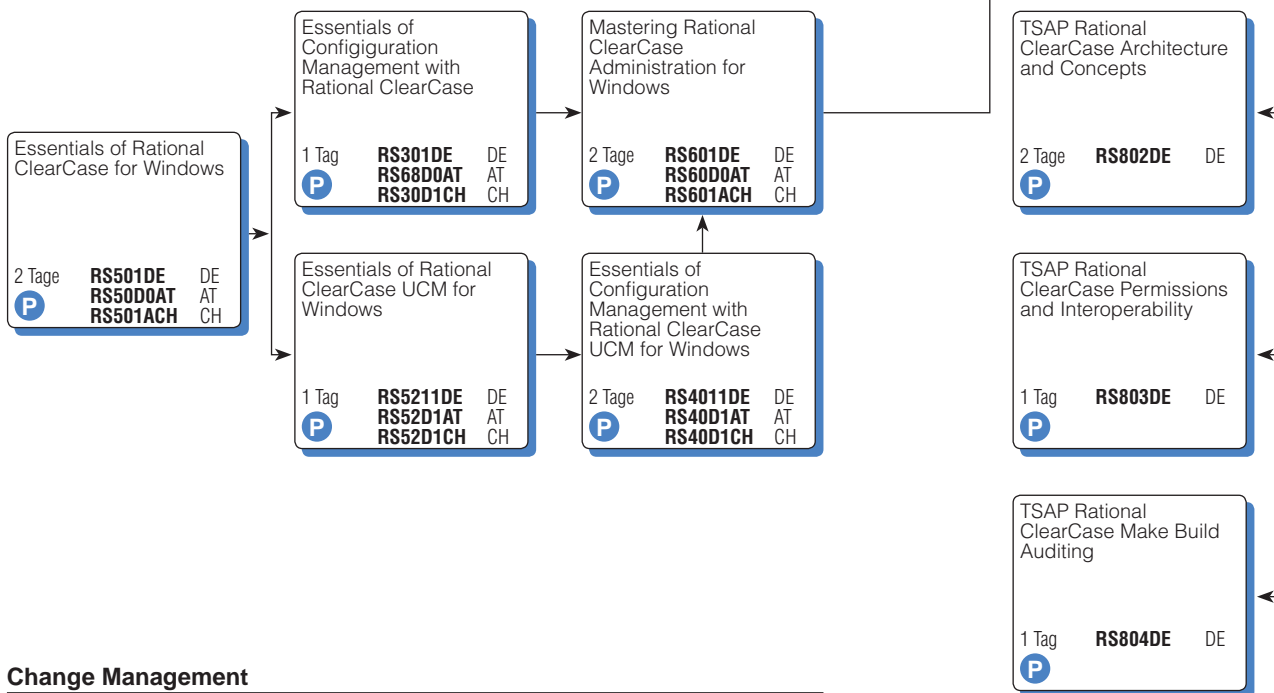 Essentials of Rational
ClearCase for Windows
2 Tage RS501DE DE
RS50D0AT AT
P
RS501ACH CH
Essentials of
Configiguration
Management with
Rational ClearCase
1 Tag RS301DE DE
RS68D0AT AT
P
RS30D1CH CH
Mastering Rational
ClearCase
Administration for
Windows
2 Tage RS601DE DE
RS60D0AT AT
P
RS601ACH CH
TSAP Rational
ClearCase Architecture
and Concepts
2 Tage RS802DE DE
P
Essentials of Rational
ClearCase UCM for
Windows
1 Tag RS5211DE DE
RS52D1AT AT
P
RS52D1CH CH
Essentials of
Configuration
Management with
Rational ClearCase
UCM for Windows
2 Tage RS4011DE DE
RS40D1AT AT
P
RS40D1CH CH
TSAP Rational
ClearCase Permissions
and Interoperability
1 Tag RS803DE DE
P
TSAP Rational
ClearCase Make Build
Auditing
1 Tag RS804DE DE
P
Change Management